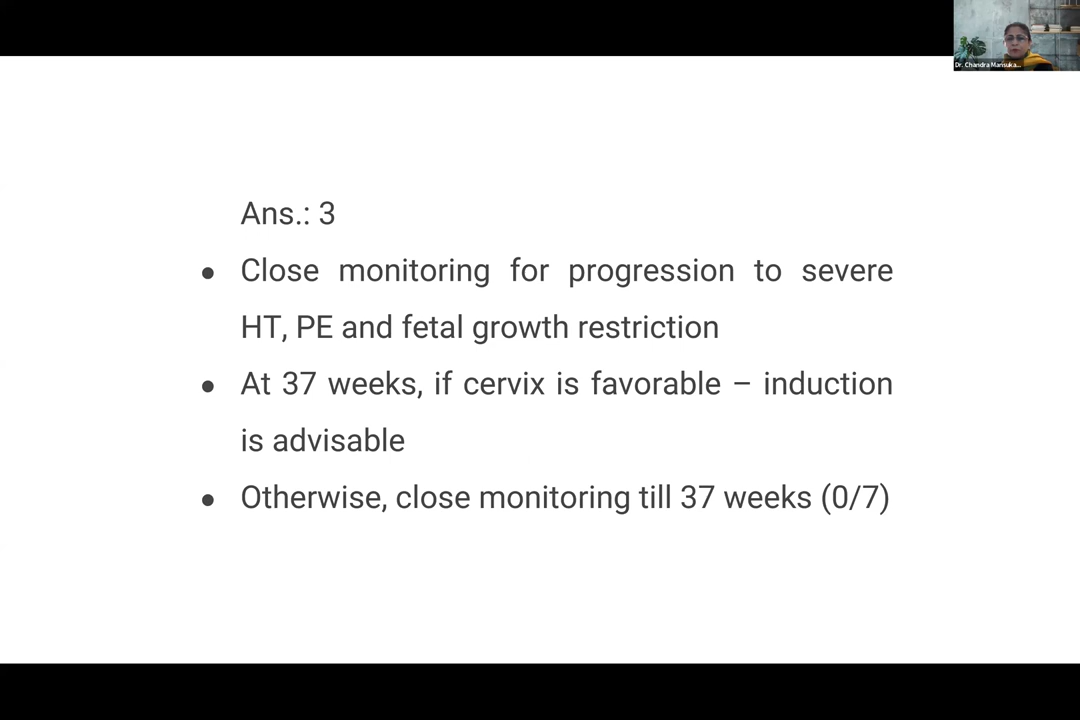 Dr. Chandra Mansuka...
Ans.: 3
● Close monitoring for progression to severe
HT, PE and fetal growth restriction
● At 37 weeks, if cervix is favorable – induction
is advisable
● Otherwise, close monitoring till 37 weeks (0/7)